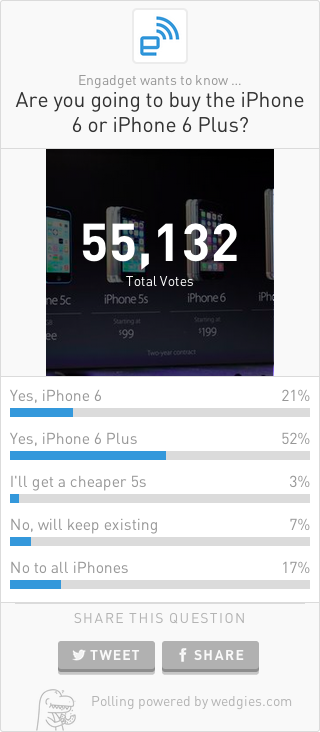 Engadget wants to know ...
Are you going to buy the iPhone
6 or iPhone 6 Plus?
55,132
Total Votes
ne 5c
iPhone 5s
iPhone 6
iPh
Starting at
Starting at
ee
$99
$199
Two-year contract
Yes, iPhone 6 21%
Yes, iPhone 6 Plus 52%
I'll get a cheaper 5s 3%
No, will keep existing 7%
No to all iPhones 17%
SHARE THIS QUESTION
TWEET
SHARE
Polling powered by wedgies.com